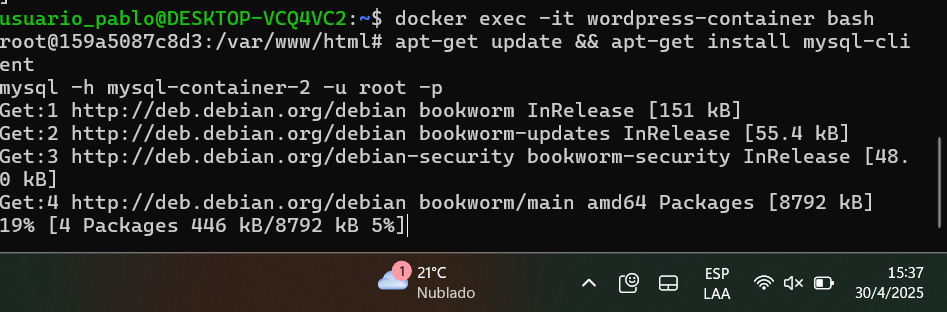 usuario_pablo@DESKTOP-VCQ4VC2:~$ docker exec -it wordpress-container bash
root@159a5087c8d3:/var/www/html# apt-get update && apt-get install mysql-cli
ent
mysql -h mysql-container-2 -u root -p
Get:1 http://deb.debian.org/debian bookworm InRelease [151 kB]
Get:2 http://deb.debian.org/debian bookworm-updates InRelease [55.4 kB]
Get:3 http://deb.debian.org/debian-security bookworm-security InRelease [48.
0 kB]
Get:4 http://deb.debian.org/debian bookworm/main amd64 Packages [8792 kB]
19% [4 Packages 446 kB/8792 kB 5%]
1
21°C
Nublado
ESP
LAA
15:37
30/4/2025